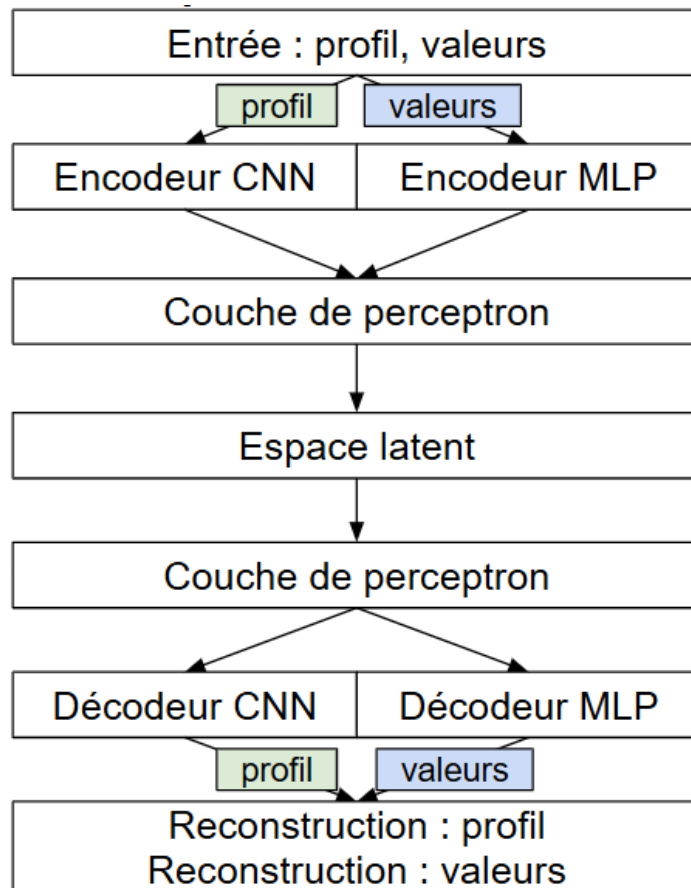 Entrée : profil, valeurs
profil
valeurs
Encodeur CNN
Encodeur MLP
Couche de perceptron
Espace latent
Couche de perceptron
Décodeur CNN
Décodeur MLP
profil
valeurs
Reconstruction : profil
Reconstruction : valeurs